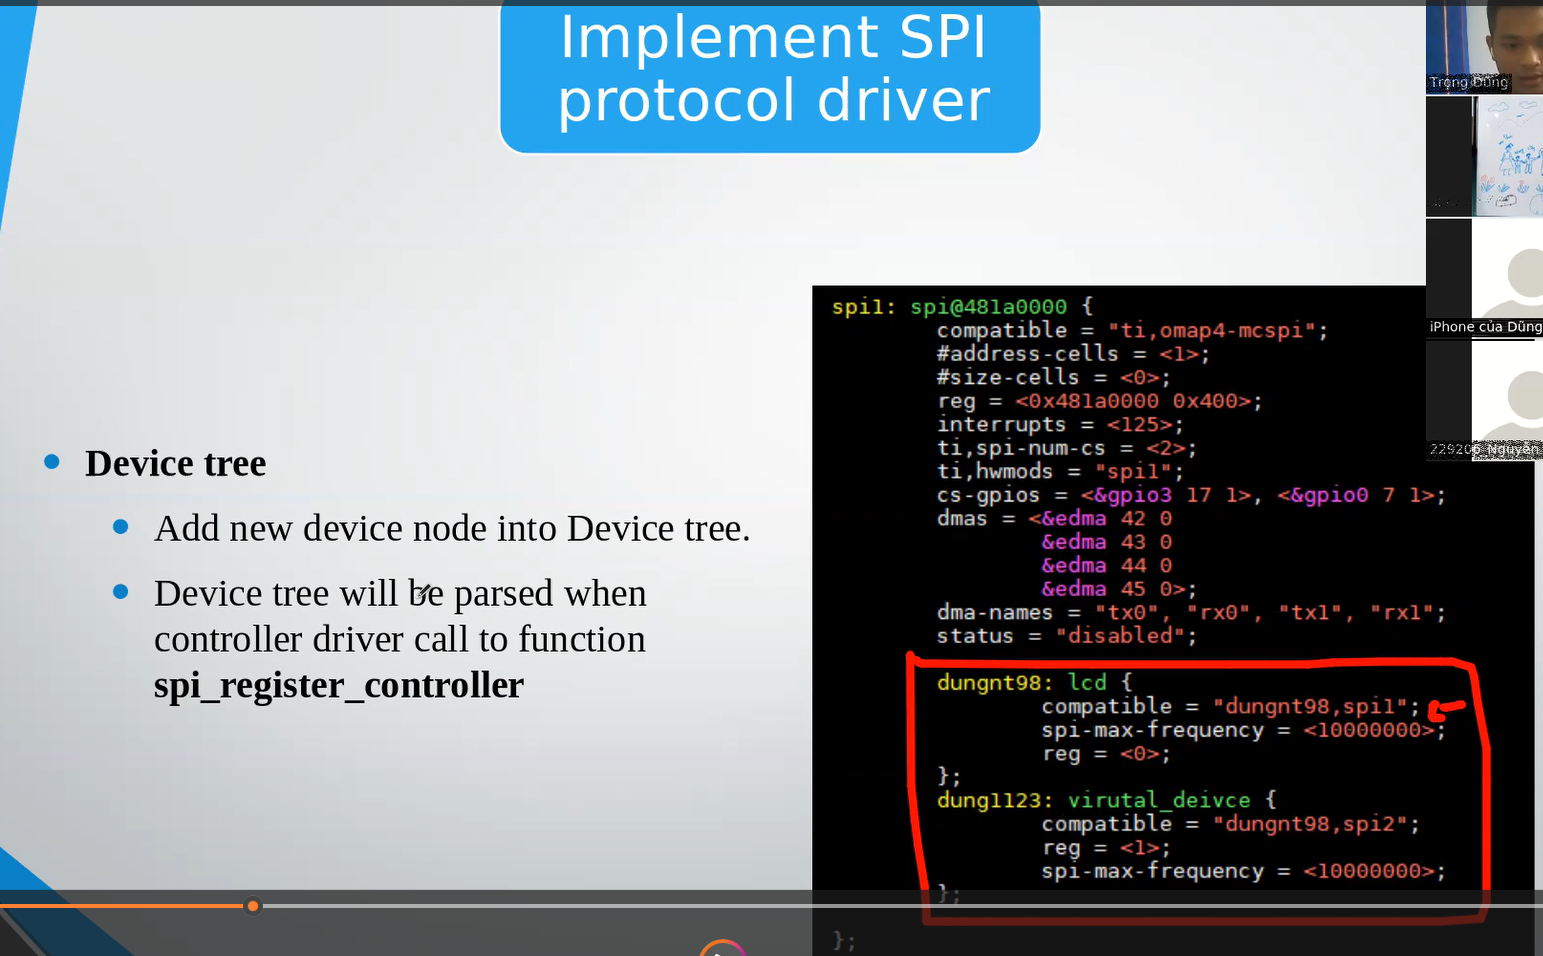 Implement SPI
protocol driver
Trọng Dũng
iPhone của Dũng
229206_Nguyen
Device tree
Add new device node into Device tree.
Device tree will be parsed when
controller driver call to function
spi_register_controller
spi1: spi@481a0000 {
compatible = "ti,omap4-mcspi";
#address-cells = <1>;
#size-cells = <0>;
reg = <0x481a0000 0x400>;
interrupts = <125>;
ti,spi-num-cs = <2>;
ti,hwmods = "spi1";
cs-gpios = <&gpio3 17 1>, <&gpio0 7 1>;
dmas = <&edma 42 0
&edma 43 0
&edma 44 0
&edma 45 0>;
dma-names = "tx0", "rx0", "tx1", "rx1";
status = "disabled";
dungnt98: lcd {
compatible = "dungnt98,spi1";
spi-max-frequency = <10000000>;
reg = <0>;
};
dung1123: virutal_deivce {
compatible = "dungnt98,spi2";
reg = <1>;
spi-max-frequency = <10000000>;
};
};